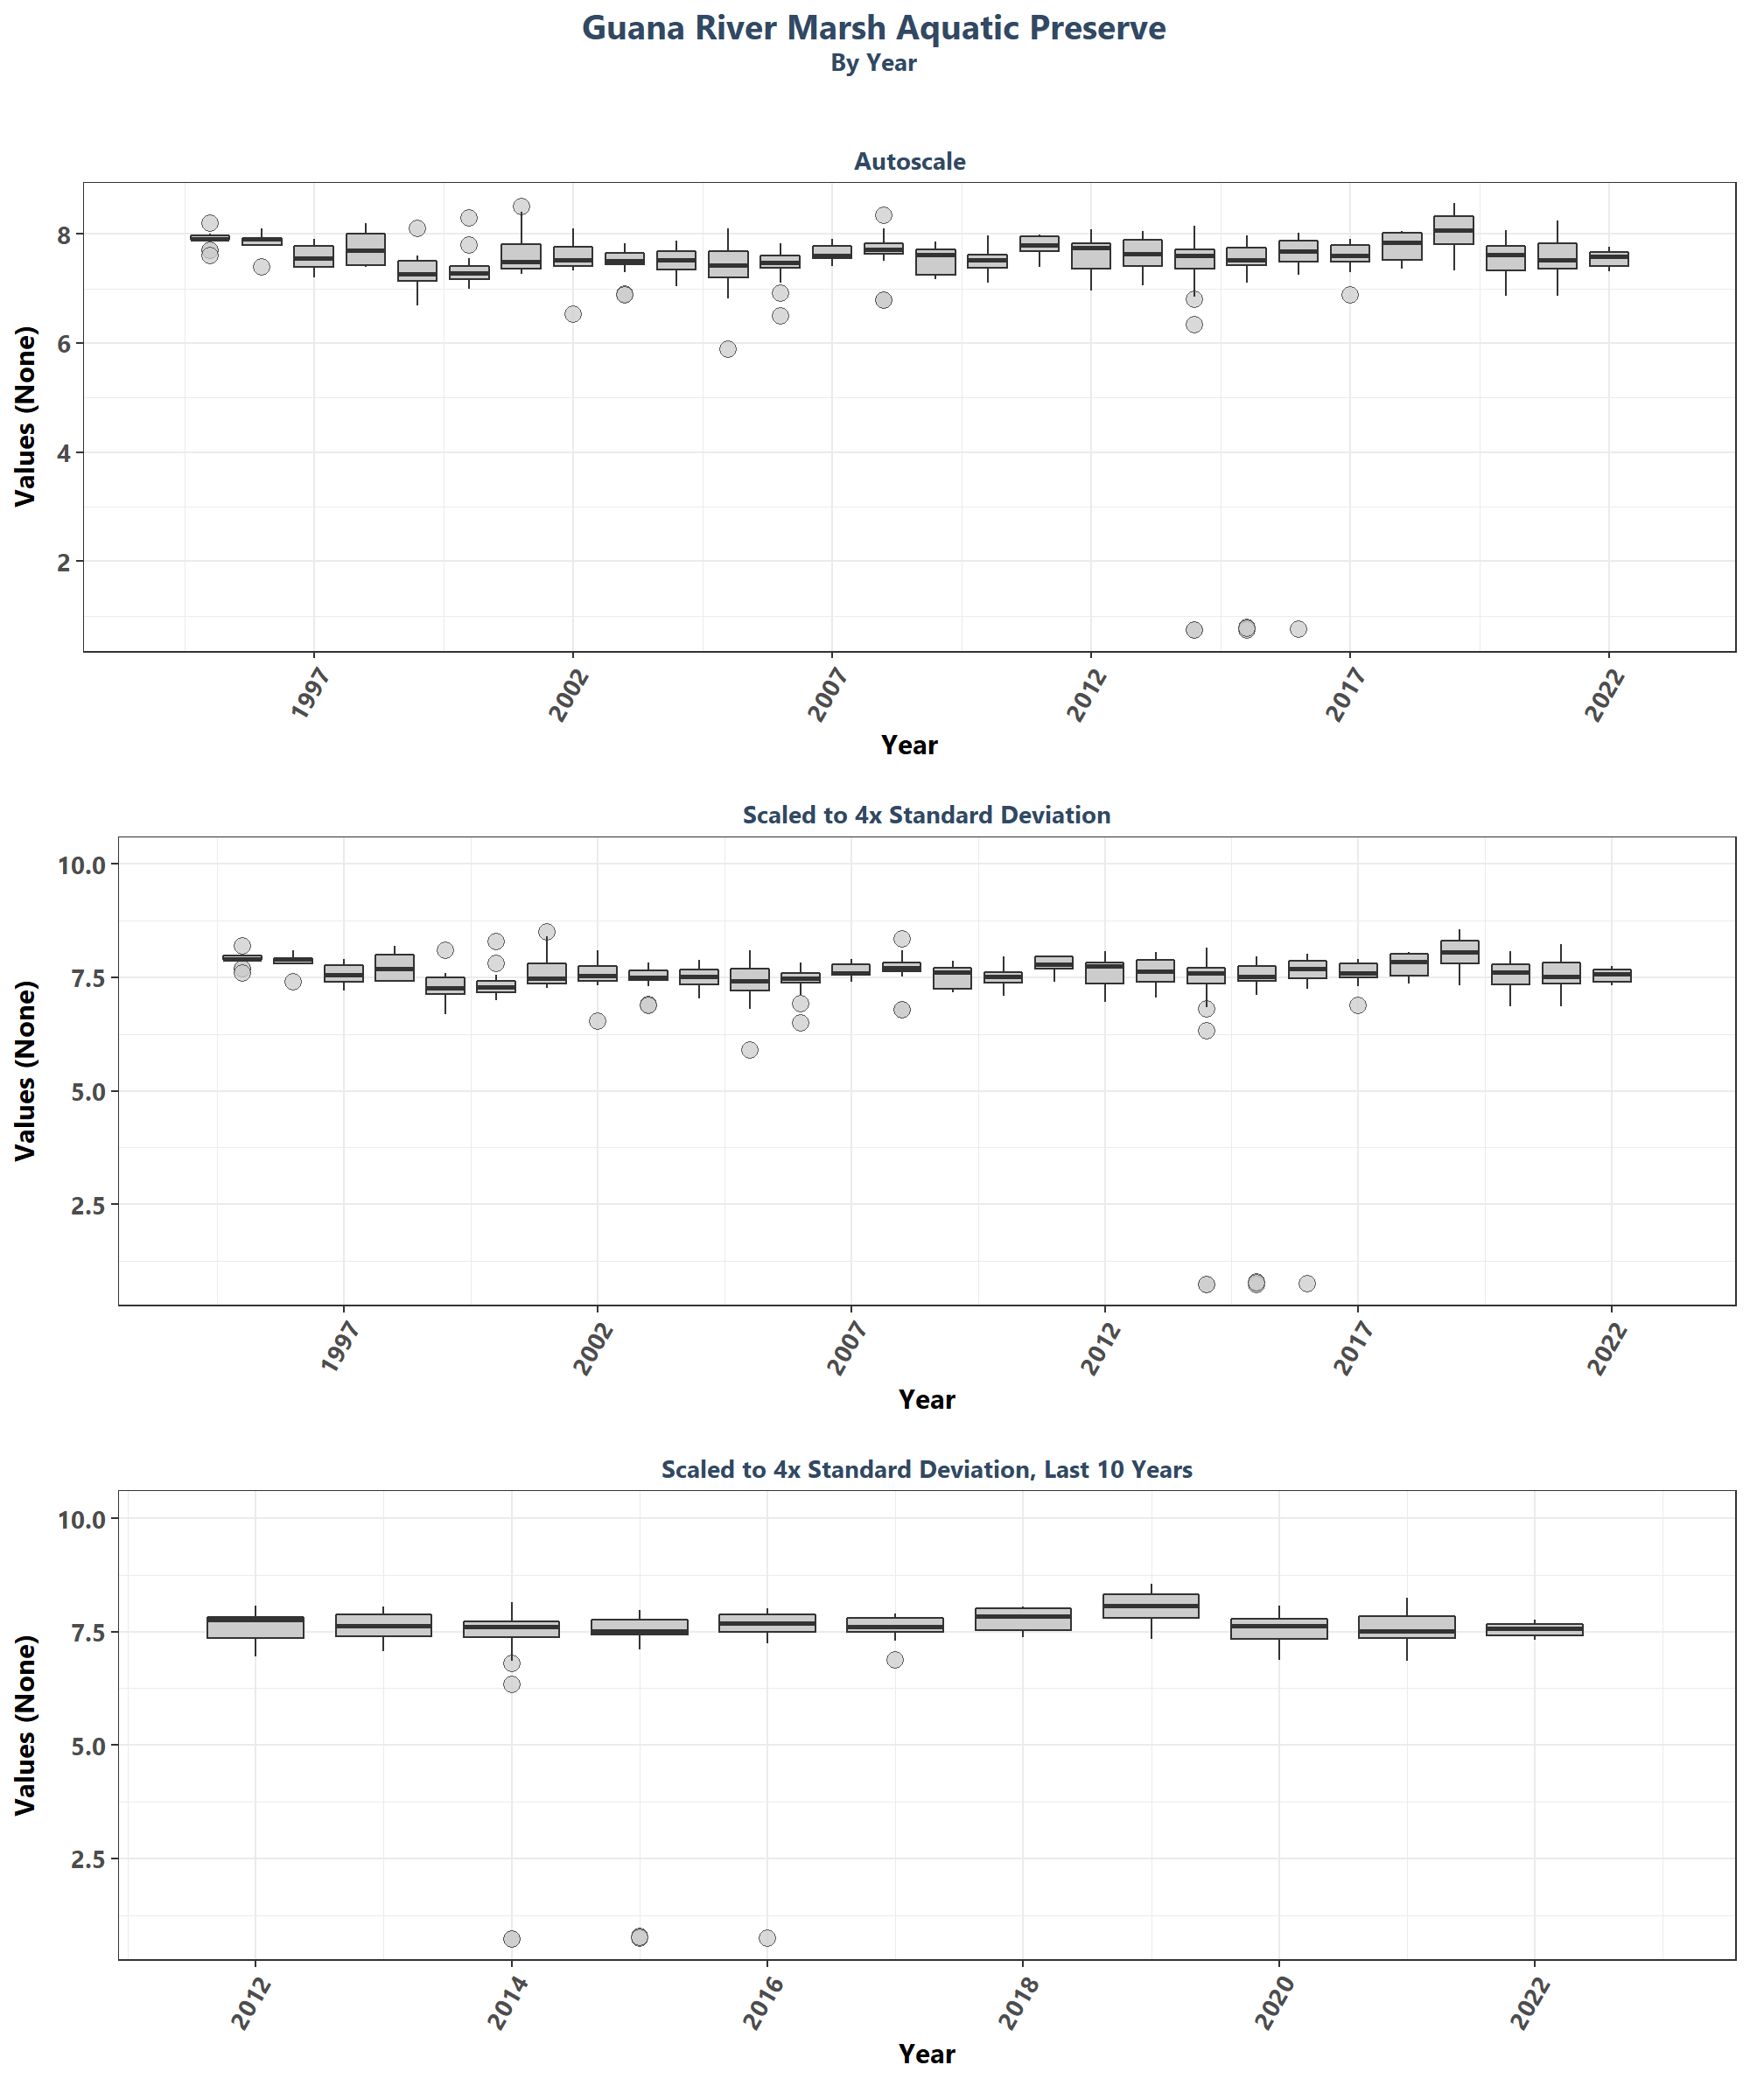 Guana River Marsh Aquatic Preserve
By Year
Autoscale
Values (None)
8
6
4
2
1997
2002
2007
2012
2017
2022
Year
Scaled to 4x Standard Deviation
Values (None)
10.0
7.5
5.0
2.5
1997
2002
2007
2012
2017
2022
Year
Scaled to 4x Standard Deviation, Last 10 Years
Values (None)
10.0
7.5
5.0
2.5
2012
2014
2016
2018
2020
2022
Year